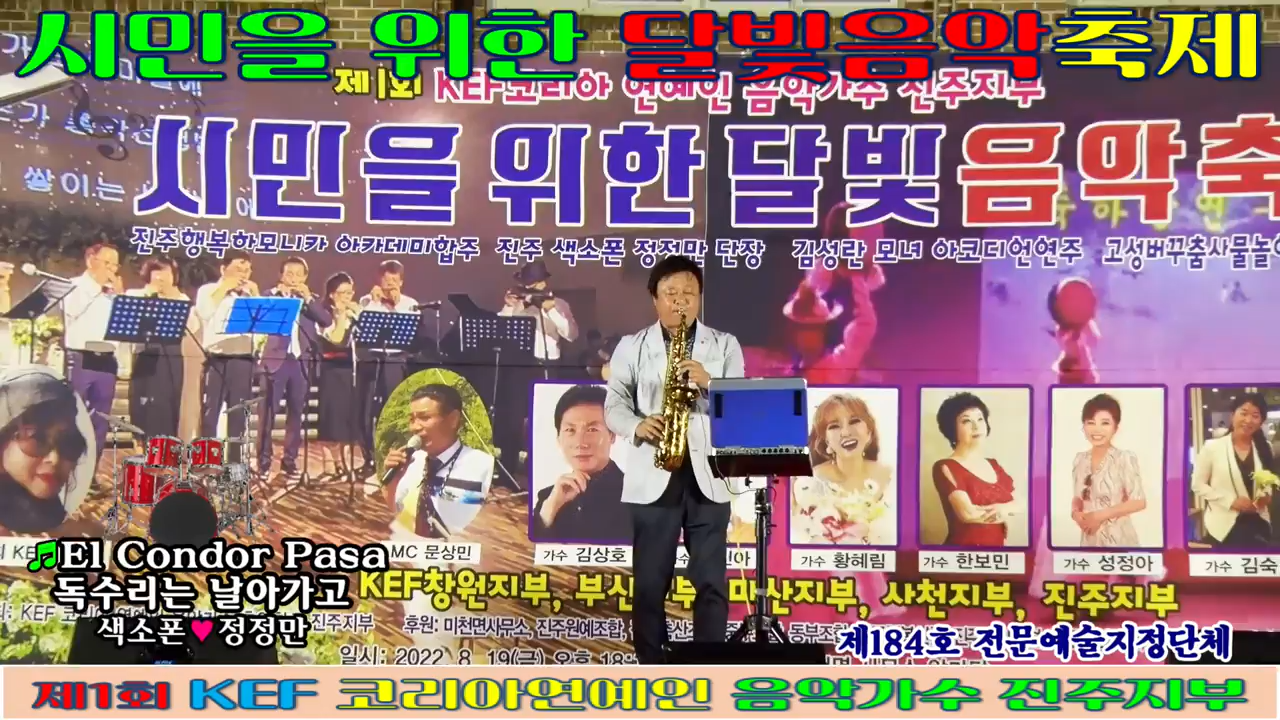 시민을 위한 달빛음악축제
제1회 KEF코리아 연예인 음악가수 진주지부
시민을 위한 달빛 음악축
진주행복하모니카 아카데미합주 진주 색소폰 정정만 단장 김성란 모녀 아코디언연주 고성버꾸춤사물놀이
MC 문상민
가수 김상호
가수 황혜림
가수 한보민
가수 성정아
가수 김숙
El Condor Pasa
독수리는 날아가고
색소폰♥정정만
KEF창원지부, 부산지부, 마산지부, 사천지부, 진주지부
후원: 미천면사무소, 진주원예조합,
제184호 전문예술지정단체
일시: 2022. 8. 19(금) 오후 18:
제1회 KEF 코리아연예인 음악가수 진주지부